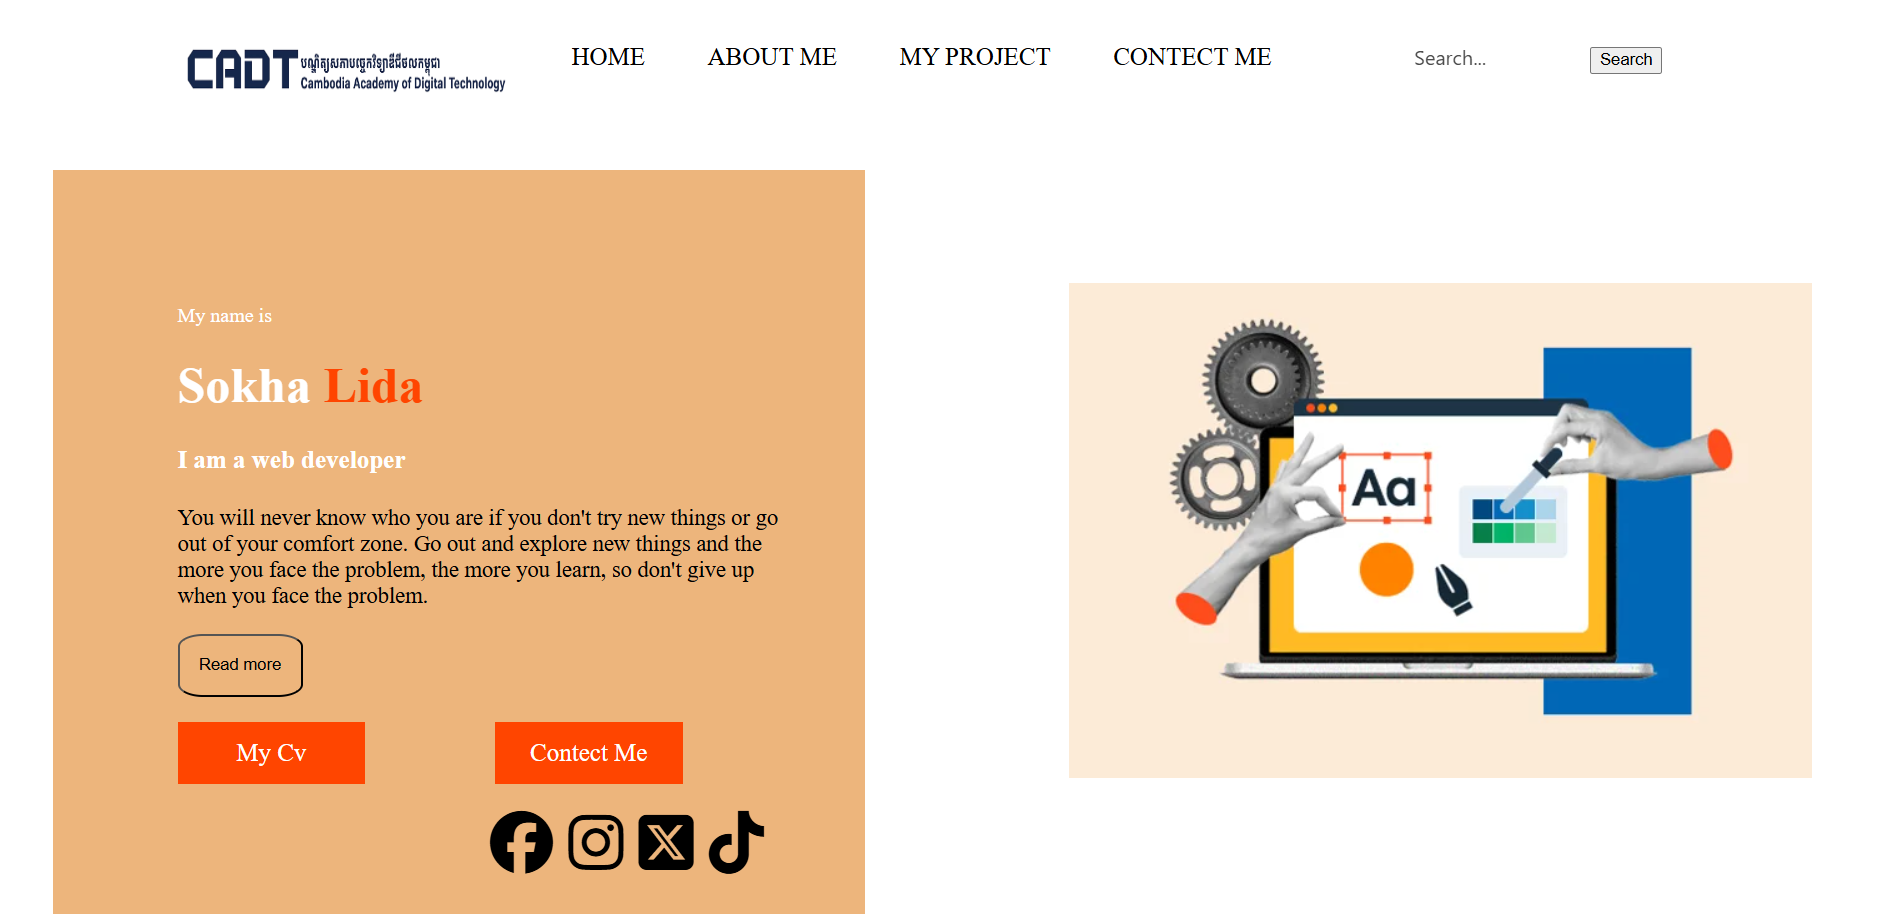 CADT
បណ្ឌិត្យសភាបច្ចេកវិទ្យាឌីជីថលកម្ពុជា
Cambodia Academy of Digital Technology
HOME ABOUT ME MY PROJECT CONTECT ME
Search... Search
My name is
Sokha Lida
I am a web developer
You will never know who you are if you don't try new things or go
out of your comfort zone. Go out and explore new things and the
more you face the problem, the more you learn, so don't give up
when you face the problem.
Read more
My Cv Contect Me
Aa